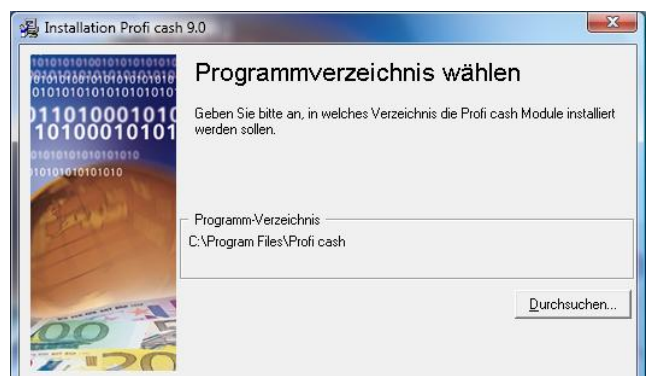 Installation Profi cash 9.0
Programmverzeichnis wählen
Geben Sie bitte an, in welches Verzeichnis die Profi cash Module installiert
werden sollen.
Programm-Verzeichnis
C:\Program Files\Profi cash
Durchsuchen...